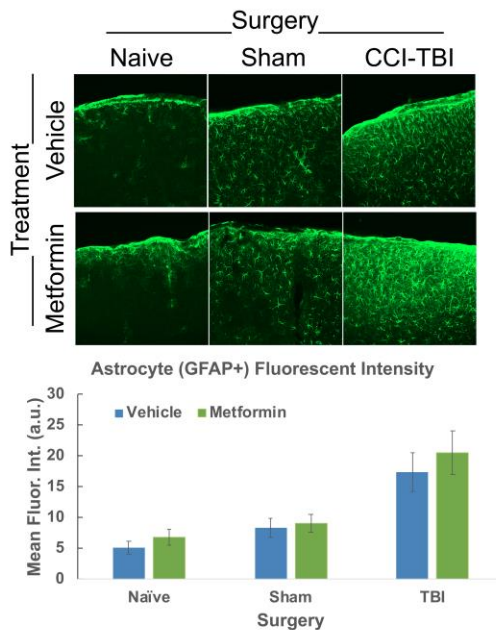 Surgery
Naive Sham CCI-TBI
Treatment
Vehicle
Metformin
Astrocyte (GFAP+) Fluorescent Intensity
Mean Fluor. Int. (a.u.)
30
25
20
15
10
5
0
Vehicle Metformin
Naïve Sham TBI
Surgery